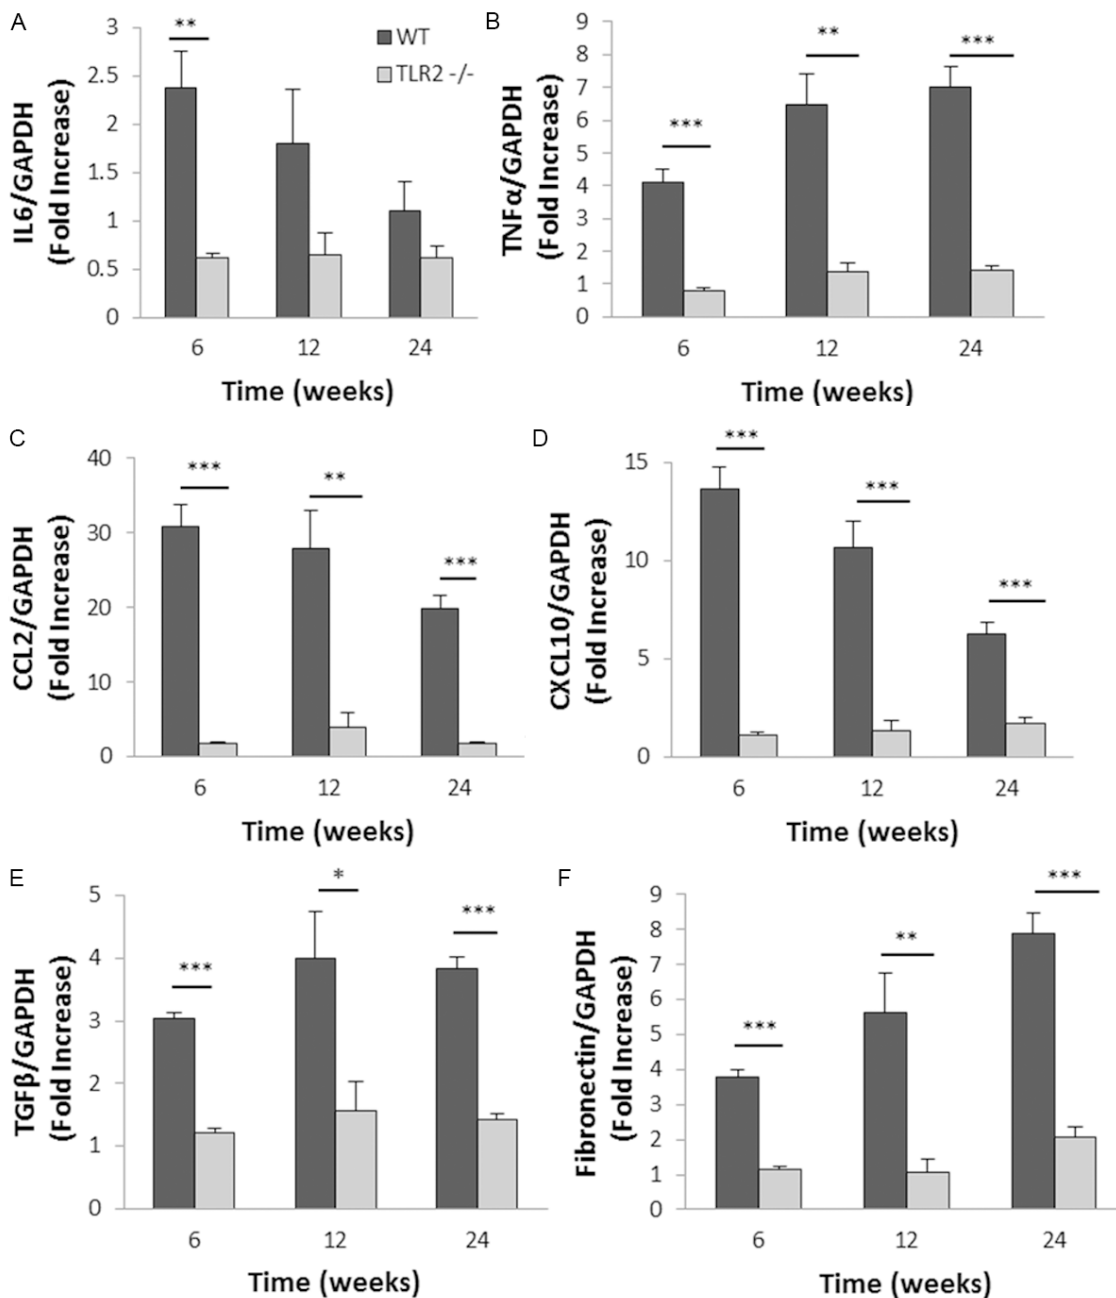 A
IL6/GAPDH
(Fold Increase)
3
2.5
2
1.5
1
0.5
0
**
WT
TLR2 -/-
6 12 24
Time (weeks)
B
TNFα/GAPDH
(Fold Increase)
9
8
7
6
5
4
3
2
1
0
***
**
***
6 12 24
Time (weeks)
C
CCL2/GAPDH
(Fold Increase)
40
30
20
10
0
***
**
***
6 12 24
Time (weeks)
D
CXCL10/GAPDH
(Fold Increase)
15
10
5
0
***
***
***
6 12 24
Time (weeks)
E
TGFβ/GAPDH
(Fold Increase)
5
4
3
2
1
0
***
*
***
6 12 24
Time (weeks)
F
Fibronectin/GAPDH
(Fold Increase)
9
8
7
6
5
4
3
2
1
0
***
**
***
6 12 24
Time (weeks)